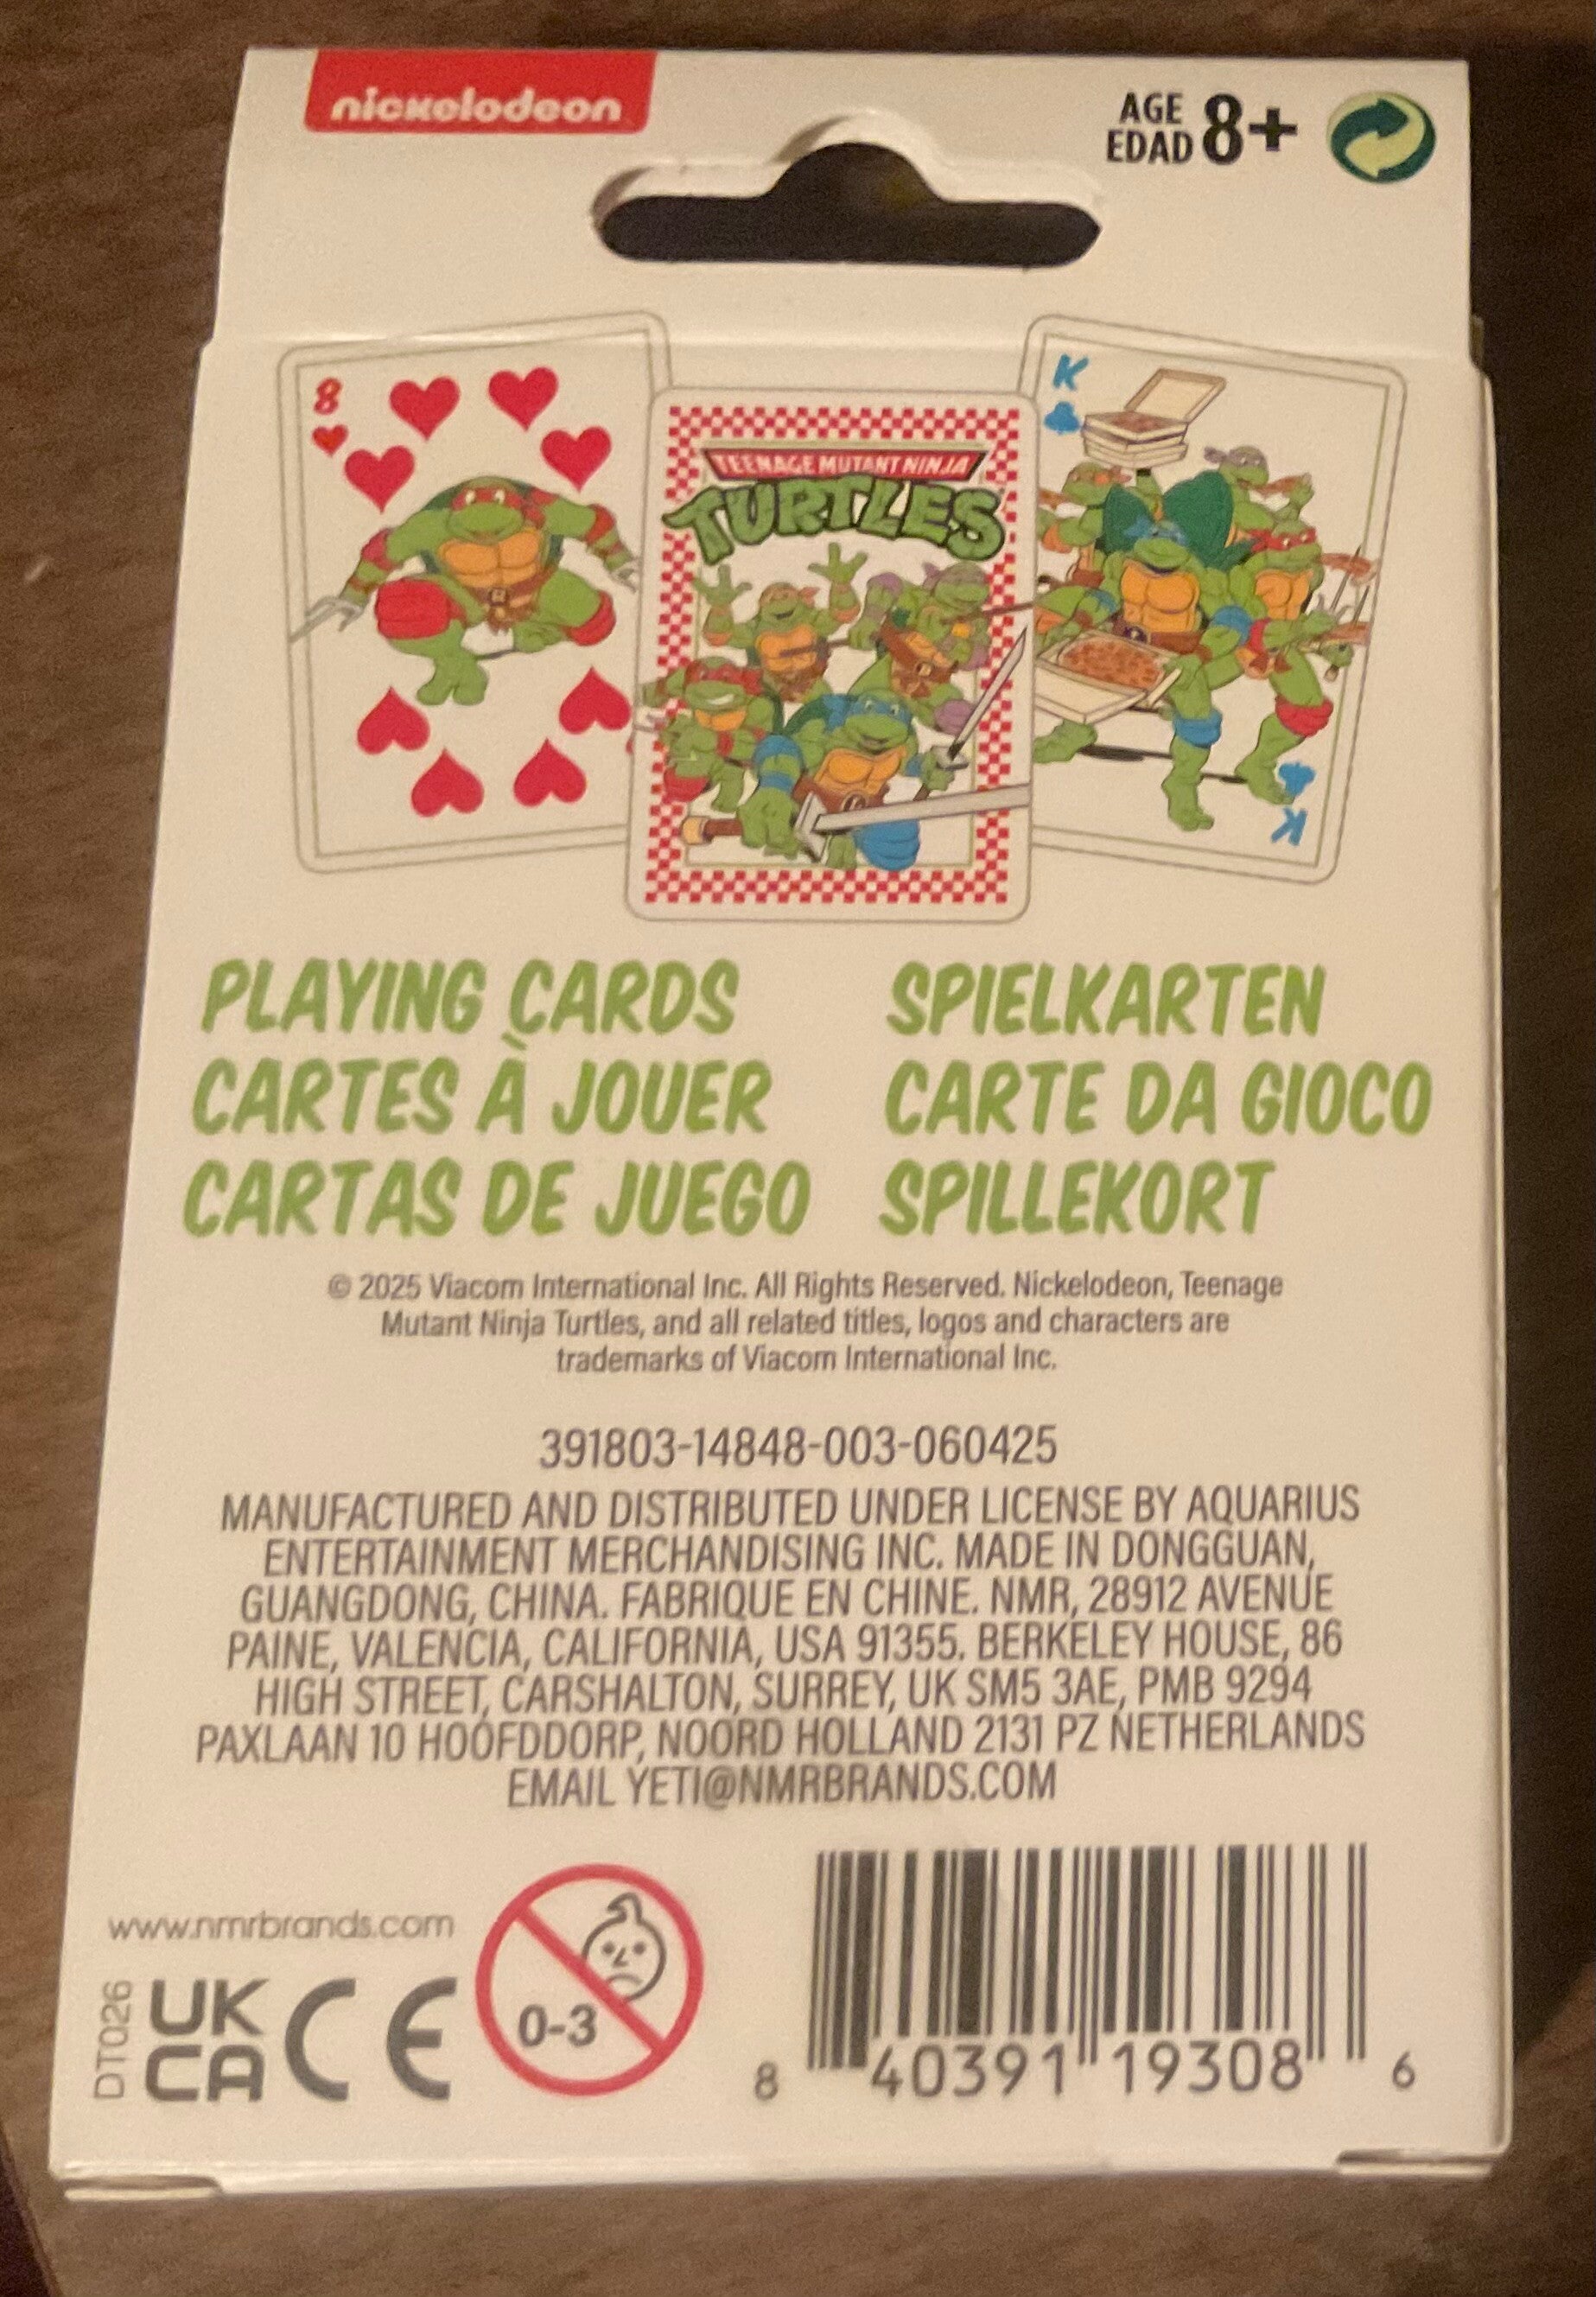 nickelodeon
AGE
EDAD 8+
8
K
TEENAGE MUTANT NINJA
TURTLES
K
PLAYING CARDS
CARTES À JOUER
CARTAS DE JUEGO
SPIELKARTEN
CARTE DA GIOCO
SPILLEKORT
© 2025 Viacom International Inc. All Rights Reserved. Nickelodeon, Teenage
Mutant Ninja Turtles, and all related titles, logos and characters are
trademarks of Viacom International Inc.
391803-14848-003-060425
MANUFACTURED AND DISTRIBUTED UNDER LICENSE BY AQUARIUS
ENTERTAINMENT MERCHANDISING INC. MADE IN DONGGUAN,
GUANGDONG, CHINA. FABRIQUE EN CHINE. NMR, 28912 AVENUE
PAINE, VALENCIA, CALIFORNIA, USA 91355. BERKELEY HOUSE, 86
HIGH STREET, CARSHALTON, SURREY, UK SM5 3AE, PMB 9294
PAXLAAN 10 HOOFDDORP, NOORD HOLLAND 2131 PZ NETHERLANDS
EMAIL YETI@NMRBRANDS.COM
www.nmrbrands.com
DT026
UK
CA
CE
0-3
8 40391 19308 6